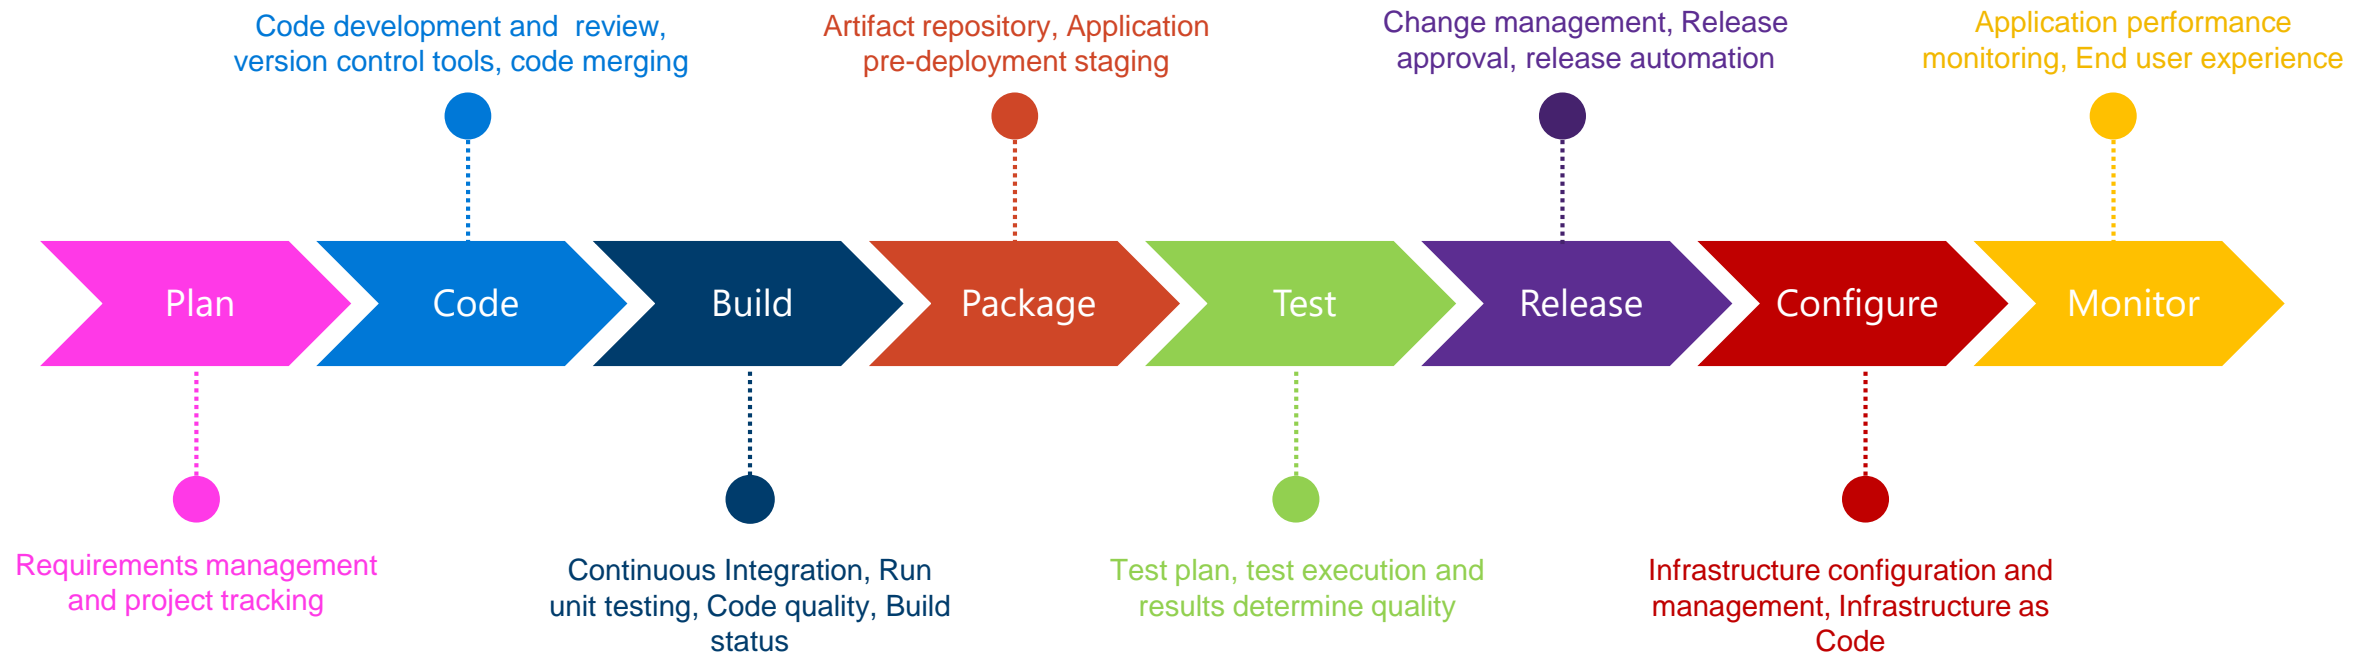 Code development and  review,
version control tools, code merging
Artifact repository, Application
pre-deployment staging
Change management, Release
approval, release automation
Application performance
monitoring, End user experience
Plan
Code
Build
Package
Test
Release
Configure
Monitor
Requirements management
and project tracking
Continuous Integration, Run
unit testing, Code quality, Build
status
Test plan, test execution and
results determine quality
Infrastructure configuration and
management, Infrastructure as
Code